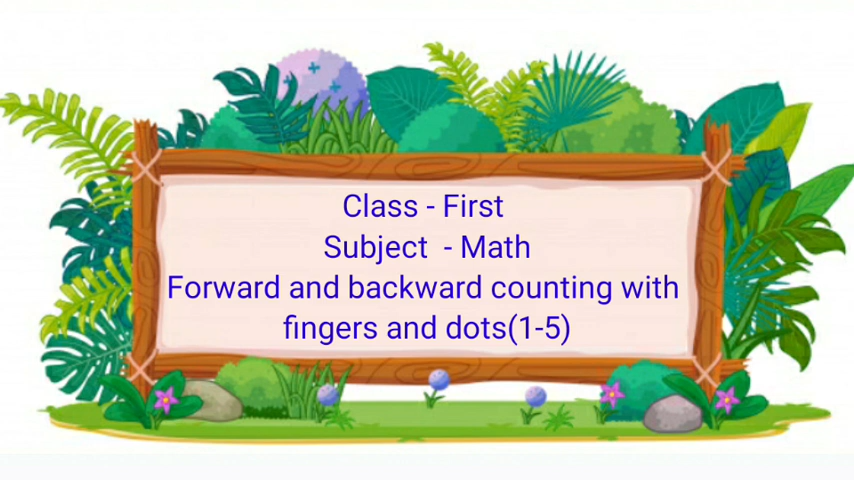 Class - First
Subject - Math
Forward and backward counting with
fingers and dots(1-5)